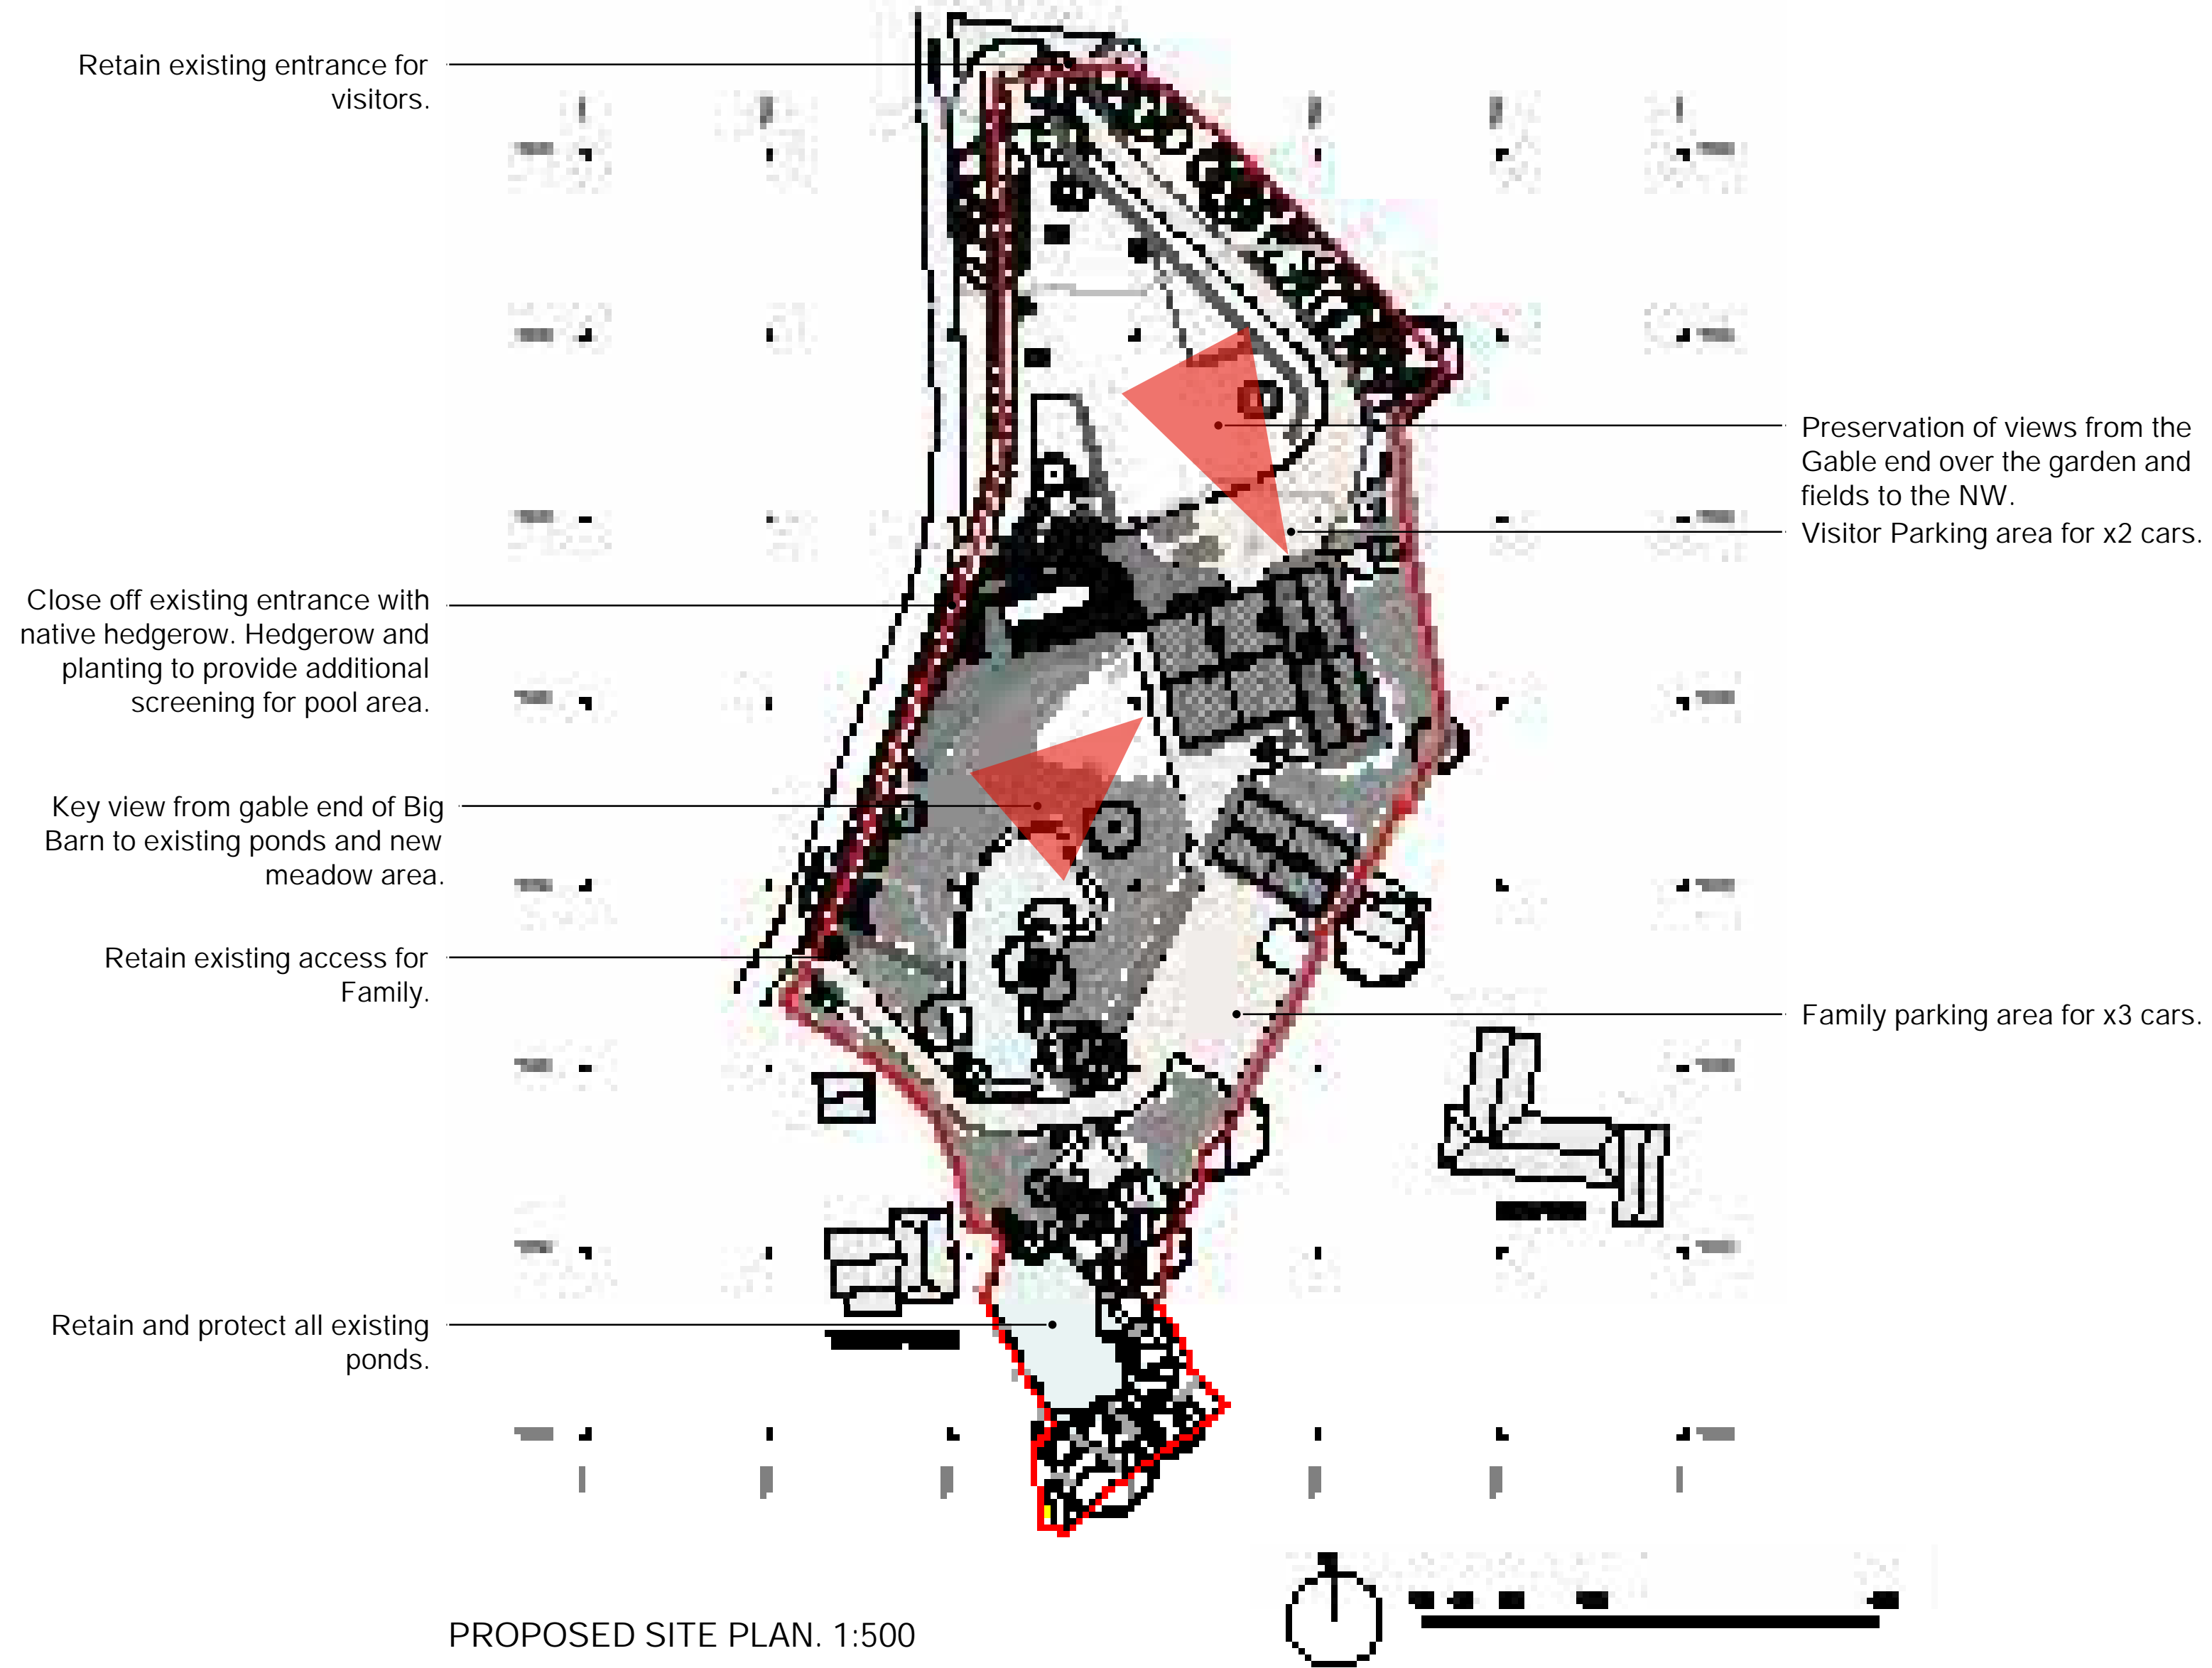 Retain existing entrance for
visitors.
Close off existing entrance with
native hedgerow. Hedgerow and
planting to provide additional
screening for pool area.
Key view from gable end of Big
Barn to existing ponds and new
meadow area.
Retain existing access for
Family.
Retain and protect all existing
ponds.
Preservation of views from the
Gable end over the garden and
fields to the NW.
Visitor Parking area for x2 cars.
Family parking area for x3 cars.
PROPOSED SITE PLAN. 1:500